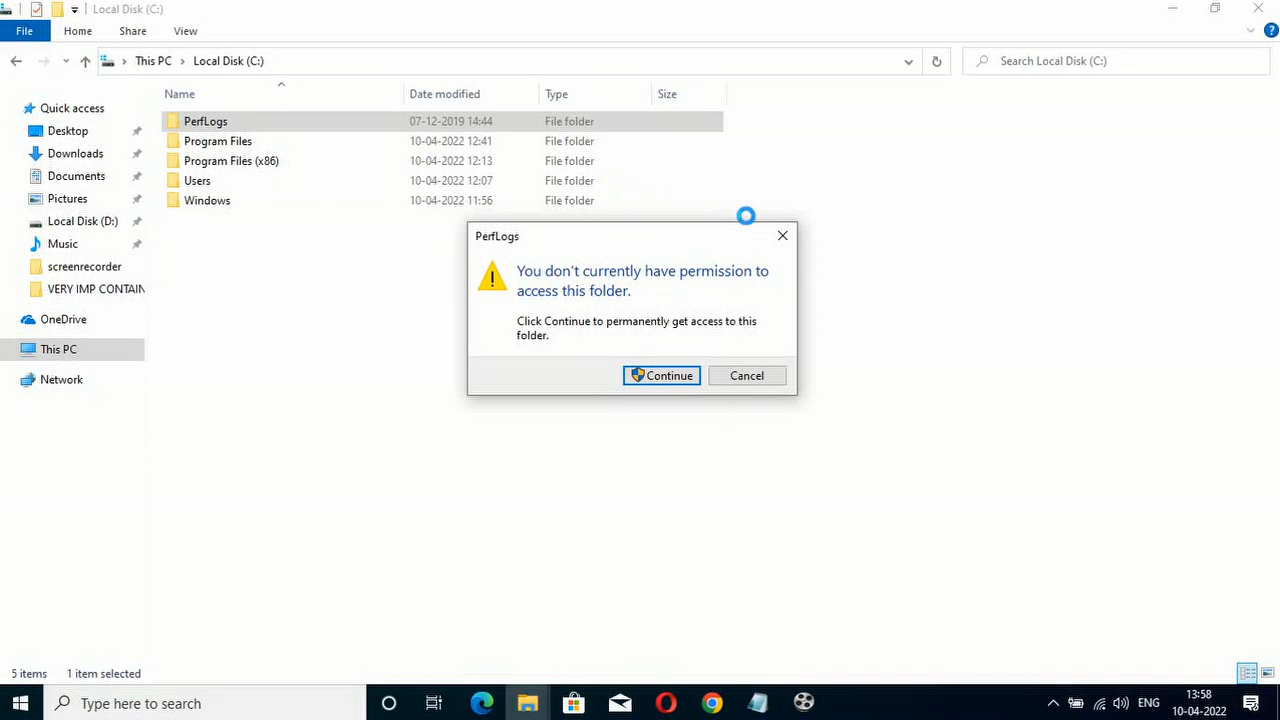 Local Disk (C:)
File Home Share View
This PC Local Disk (C:) Search Local Disk (C:)
Name Date modified Type Size
Quick access
Desktop
Downloads
Documents
Pictures
Local Disk (D:)
Music
screenrecorder
VERY IMP CONTAIN
OneDrive
This PC
Network
PerfLogs 07-12-2019 14:44 File folder
Program Files 10-04-2022 12:41 File folder
Program Files (x86) 10-04-2022 12:13 File folder
Users 10-04-2022 12:07 File folder
Windows 10-04-2022 11:56 File folder
PerfLogs
You don't currently have permission to
access this folder.
Click Continue to permanently get access to this
folder.
Continue Cancel
5 items 1 item selected
Type here to search
ENG
13:58
10-04-2022